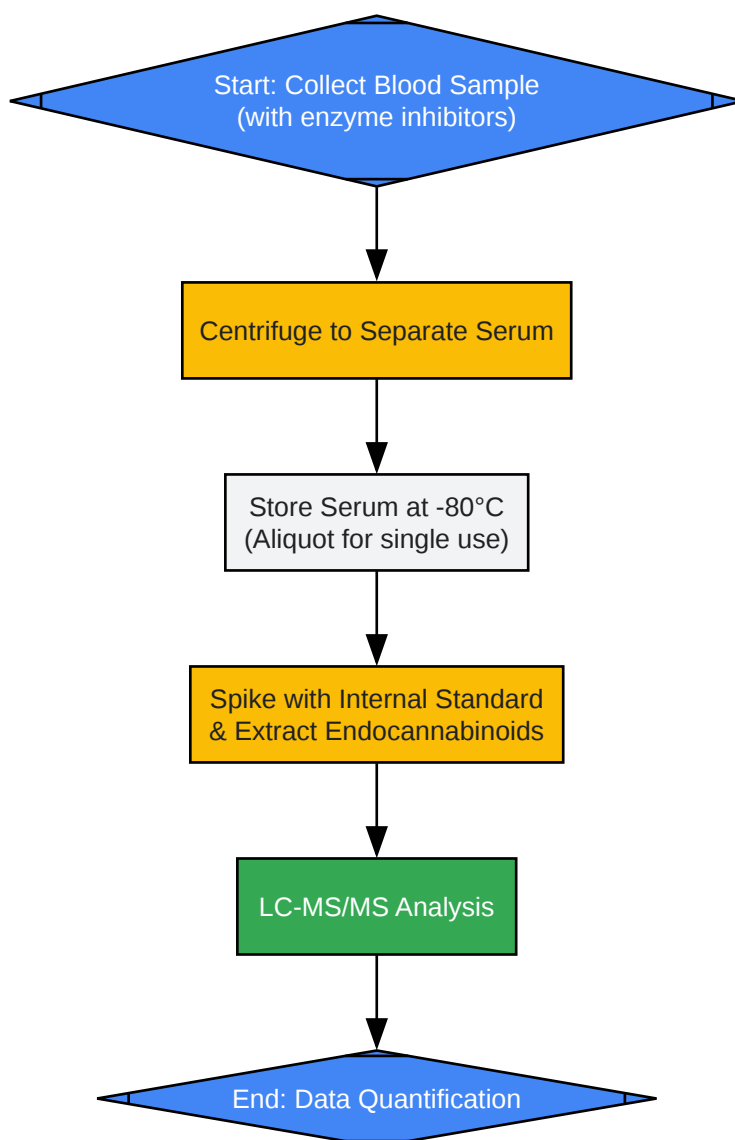 Start: Collect Blood Sample
(with enzyme inhibitors)
Centrifuge to Separate Serum
Store Serum at -80°C
(Aliquot for single use)
Spike with Internal Standard
& Extract Endocannabinoids
LC-MS/MS Analysis
End: Data Quantification